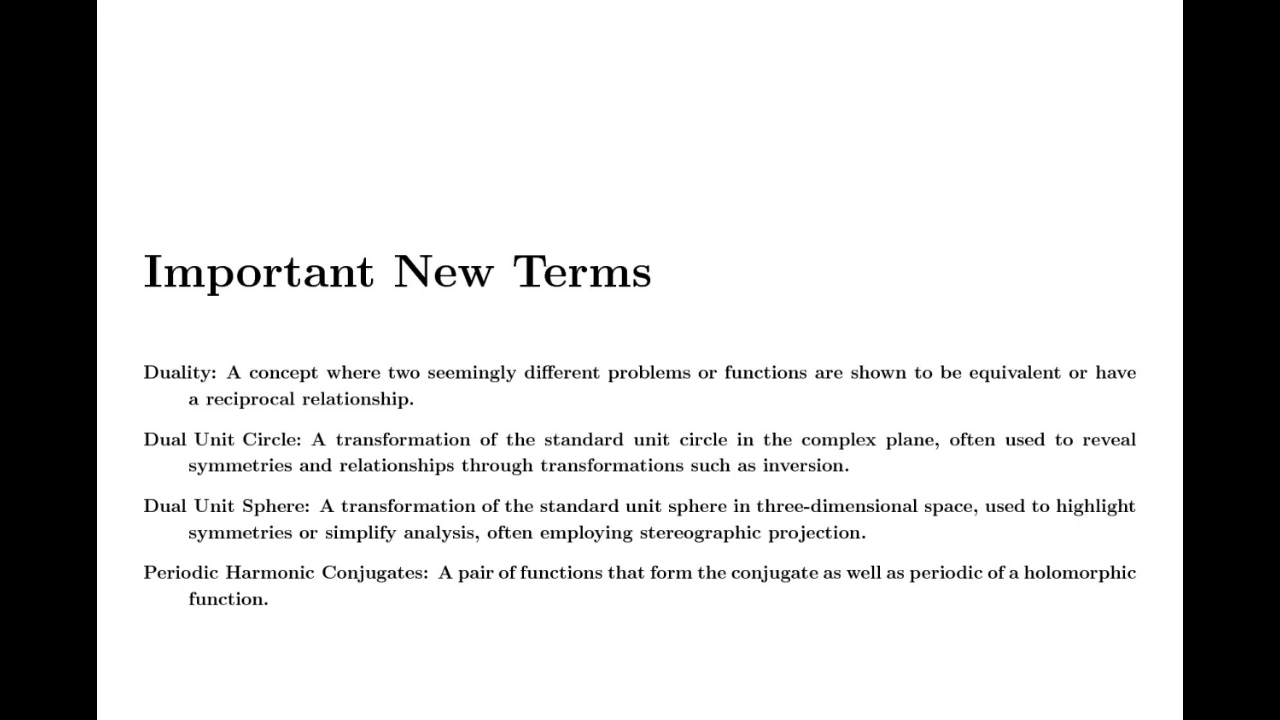 Important New Terms
Duality: A concept where two seemingly different problems or functions are shown to be equivalent or have
a reciprocal relationship.
Dual Unit Circle: A transformation of the standard unit circle in the complex plane, often used to reveal
symmetries and relationships through transformations such as inversion.
Dual Unit Sphere: A transformation of the standard unit sphere in three-dimensional space, used to highlight
symmetries or simplify analysis, often employing stereographic projection.
Periodic Harmonic Conjugates: A pair of functions that form the conjugate as well as periodic of a holomorphic
function.